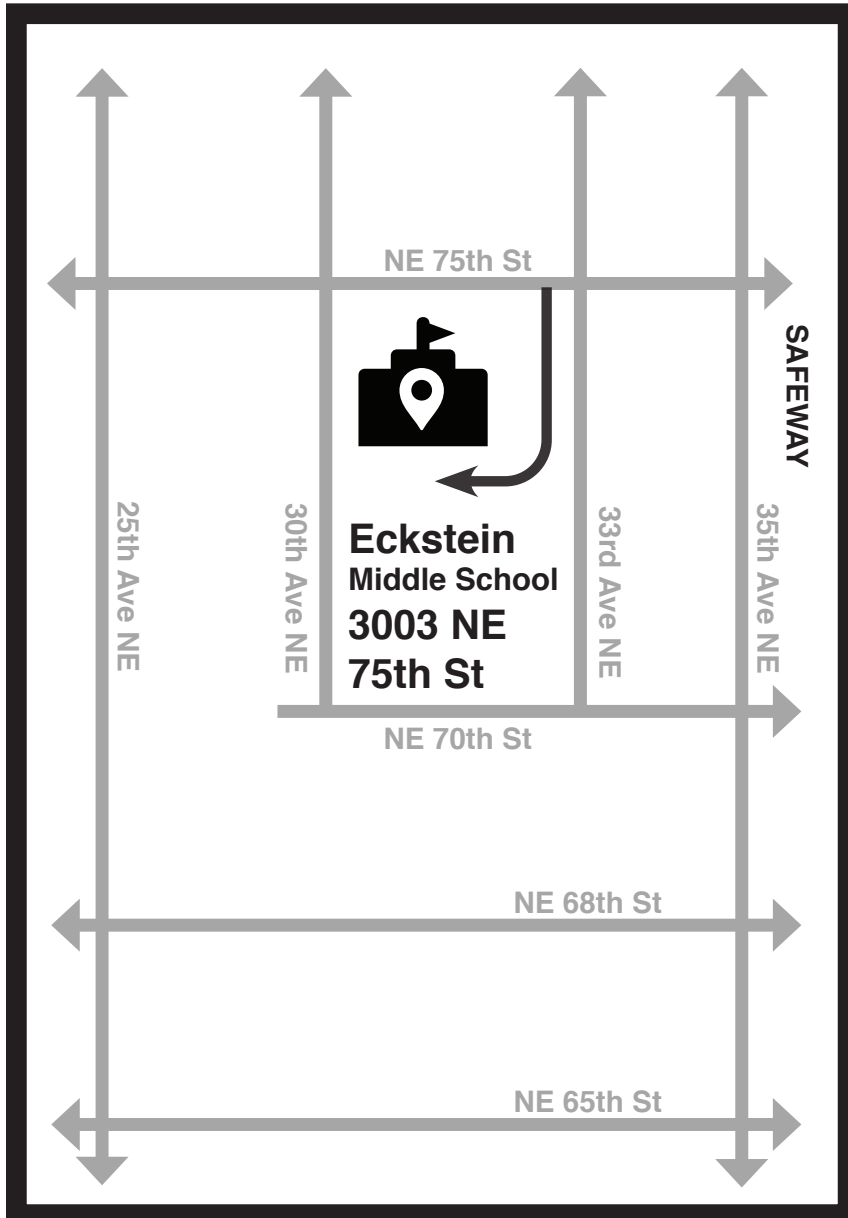 NE 75th St
SAFEWAY
25th Ave NE
30th Ave NE
33rd Ave NE
35th Ave NE
Eckstein
Middle School
3003 NE
75th St
NE 70th St
NE 68th St
NE 65th St